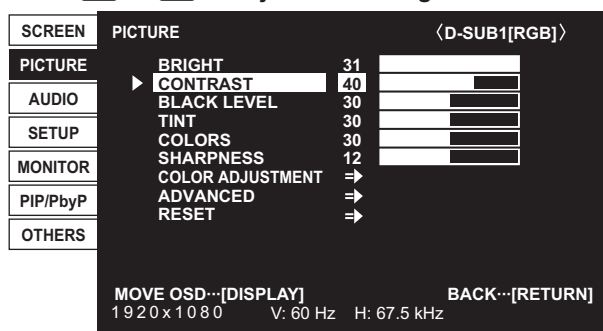 SCREEN
PICTURE
AUDIO
SETUP
MONITOR
PIP/PbyP
OTHERS
PICTURE 〈D-SUB1[RGB]〉
BRIGHT 31
CONTRAST 40
BLACK LEVEL 30
TINT 30
COLORS 30
SHARPNESS 12
COLOR ADJUSTMENT
ADVANCED
RESET
MOVE OSD···[DISPLAY] BACK···[RETURN]
1920x1080 V: 60 Hz H: 67.5 kHz